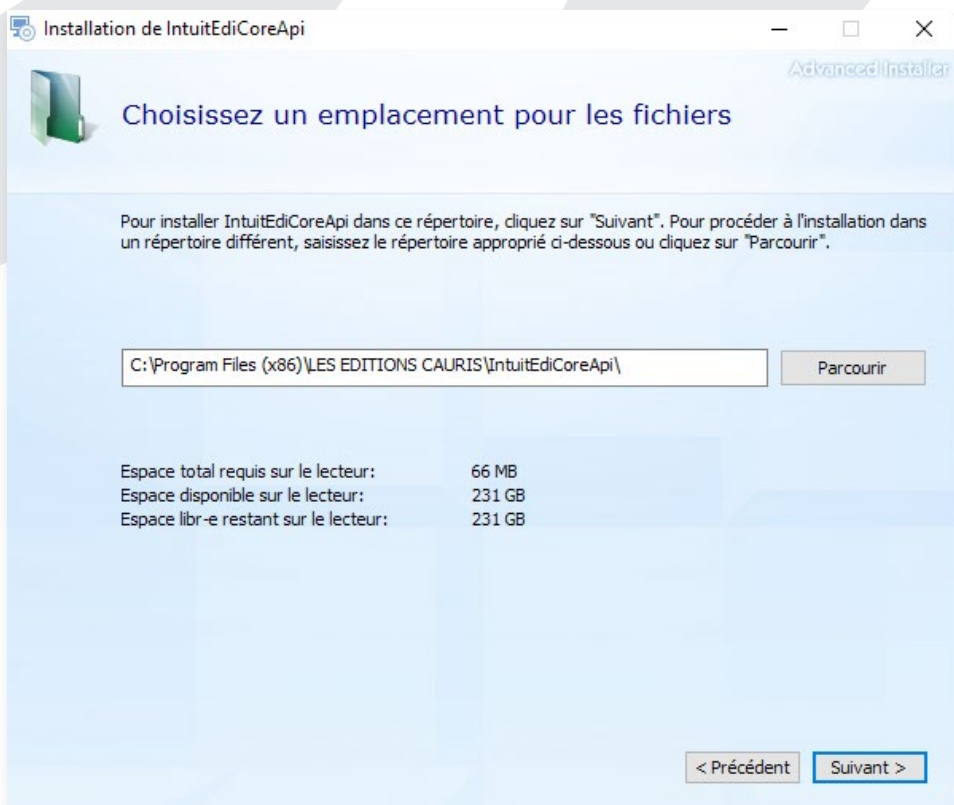 Installation de IntuitEdiCoreApi
Advanced Installer
Choisissez un emplacement pour les fichiers
Pour installer IntuitEdiCoreApi dans ce répertoire, cliquez sur "Suivant". Pour procéder à l'installation dans
un répertoire différent, saisissez le répertoire approprié ci-dessous ou cliquez sur "Parcourir".
C:\Program Files (x86)\LES EDITIONS CAURIS\IntuitEdiCoreApi\
Parcourir
Espace total requis sur le lecteur: 66 MB
Espace disponible sur le lecteur: 231 GB
Espace libr-e restant sur le lecteur: 231 GB
< Précédent
Suivant >